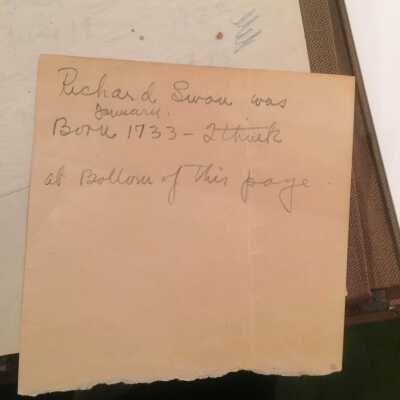 Richard Swan was
January.
Born 1733 - I think
at Bottom of this page.